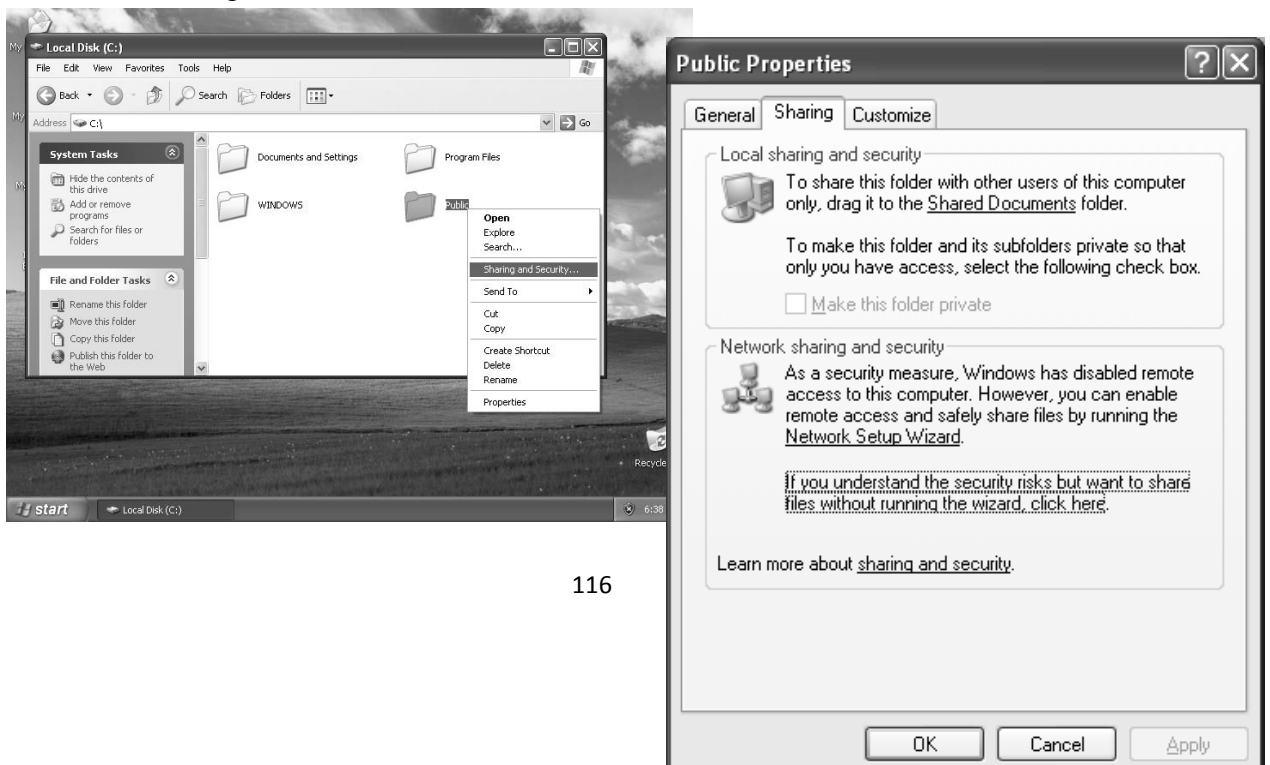 My
Local Disk (C:)
File Edit View Favorites Tools Help
Back Search Folders
My
Address C:\ Go
System Tasks
Hide the contents of
this drive
Add or remove
programs
Search for files or
folders
File and Folder Tasks
Rename this folder
Move this folder
Copy this folder
Publish this folder to
the Web
Documents and Settings
Program Files
WINDOWS
Public
Open
Explore
Search...
Sharing and Security...
Send To
Cut
Copy
Create Shortcut
Delete
Rename
Properties
Recycle
start Local Disk (C:) 6:38
116
Public Properties
General Sharing Customize
Local sharing and security
To share this folder with other users of this computer
only, drag it to the Shared Documents folder.
To make this folder and its subfolders private so that
only you have access, select the following check box.
Make this folder private
Network sharing and security
As a security measure, Windows has disabled remote
access to this computer. However, you can enable
remote access and safely share files by running the
Network Setup Wizard.
If you understand the security risks but want to share
files without running the wizard, click here.
Learn more about sharing and security.
OK Cancel Apply